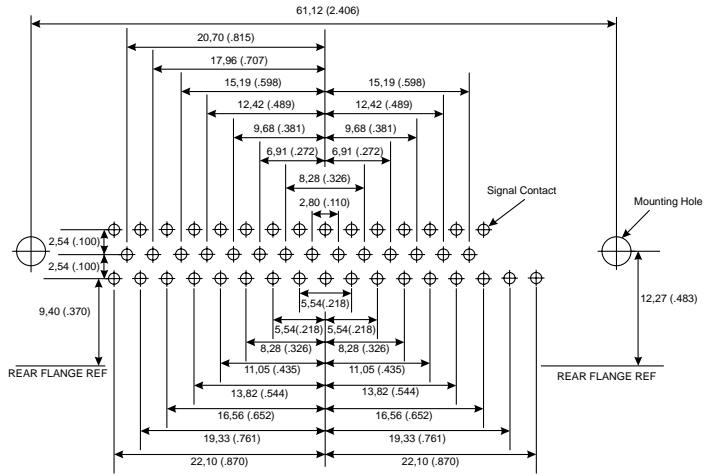 61,12 (2.406)
20,70 (.815)
17,96 (.707)
15,19 (.598) 15,19 (.598)
12,42 (.489) 12,42 (.489)
9,68 (.381) 9,68 (.381)
6,91 (.272) 6,91 (.272)
8,28 (.326)
2,80 (.110)
Signal Contact
Mounting Hole
2,54 (.100)
2,54 (.100)
9,40 (.370)
12,27 (.483)
5,54(.218)
5,54(.218) 5,54(.218)
8,28 (.326) 8,28 (.326)
11,05 (.435) 11,05 (.435)
REAR FLANGE REF REAR FLANGE REF
13,82 (.544) 13,82 (.544)
16,56 (.652) 16,56 (.652)
19,33 (.761) 19,33 (.761)
22,10 (.870) 22,10 (.870)